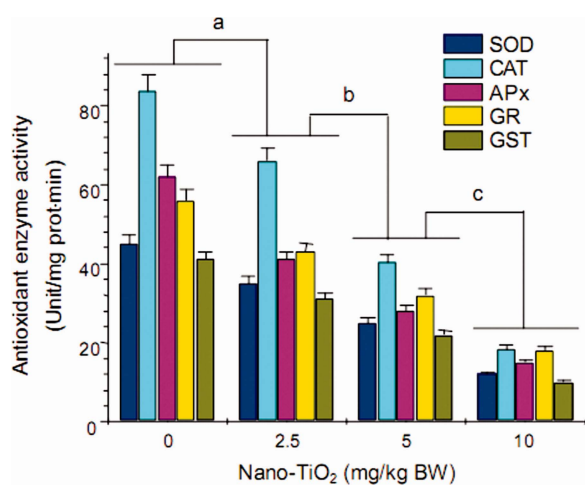 a
b
c
SOD
CAT
APx
GR
GST
Antioxidant enzyme activity
(Unit/mg prot·min)
80
60
40
20
0
0 2.5 5 10
Nano-TiO₂ (mg/kg BW)